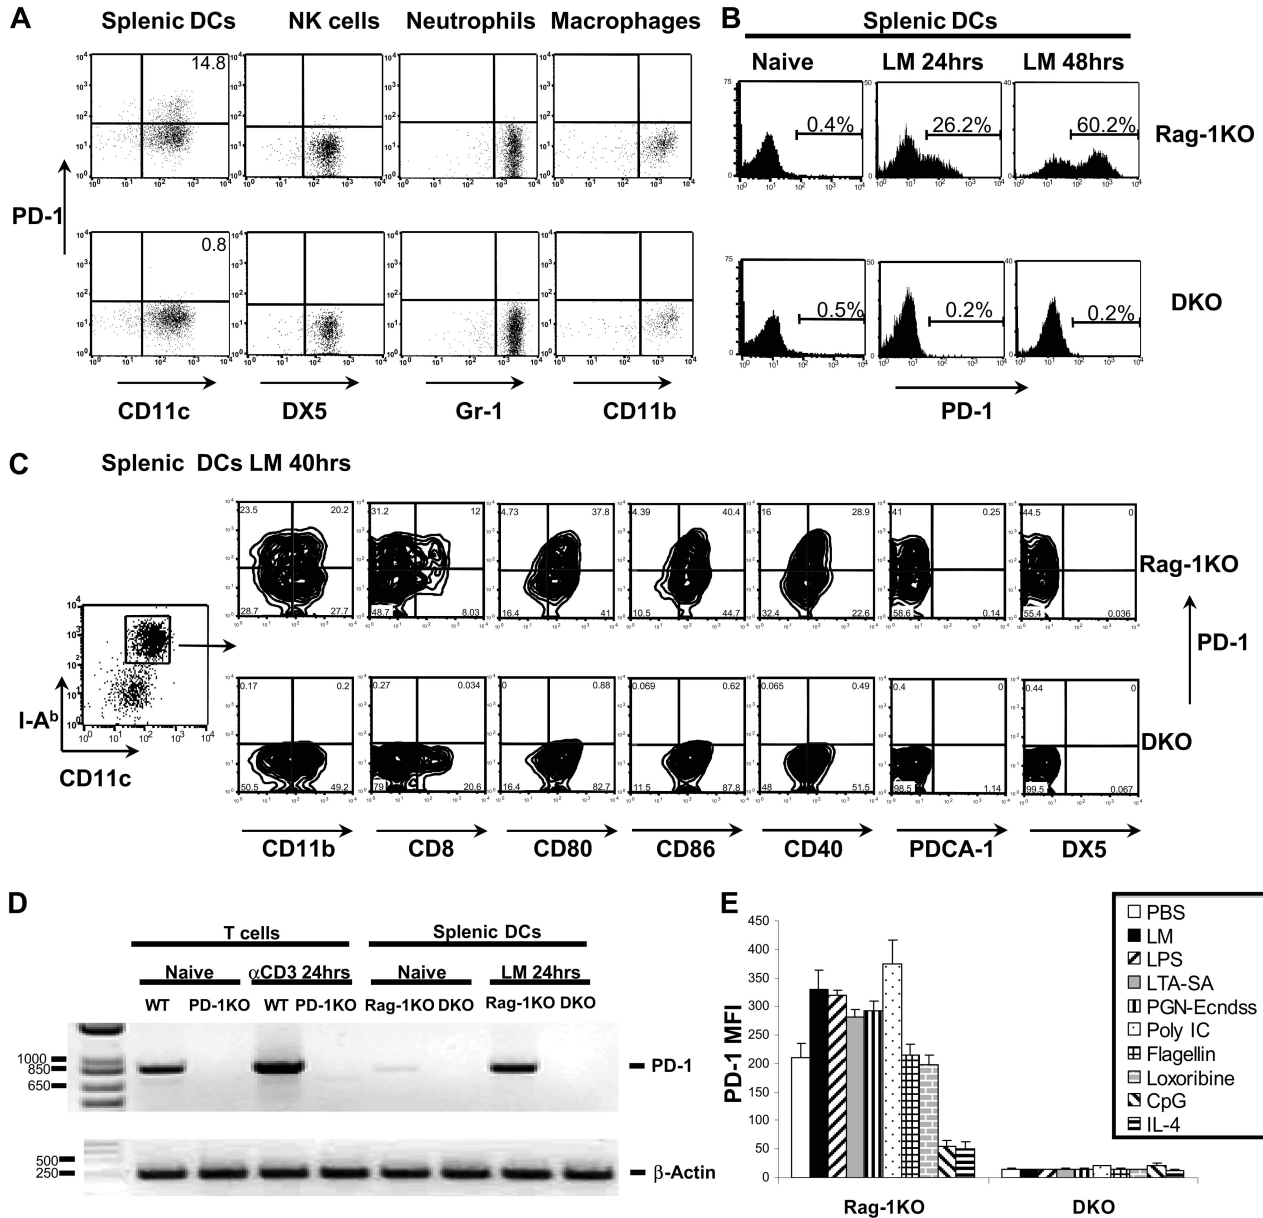 A
Splenic DCs NK cells Neutrophils Macrophages
14.8
0.8
PD-1
CD11c DX5 Gr-1 CD11b
B
Splenic DCs
Naive LM 24hrs LM 48hrs
75 50 40
0.4% 26.2% 60.2%
Rag-1KO
75 50 40
0.5% 0.2% 0.2%
DKO
PD-1
C
Splenic DCs LM 40hrs
23.5 20.2 31.2 12 4.73 37.8 4.39 40.4 16 28.9 41 0.25 44.5 0
Rag-1KO
28.7 27.7 48.7 8.03 16.4 41 10.5 44.7 32.4 22.6 58.6 0.14 55.4 0.036
PD-1
I-Aᵇ
CD11c
0.17 0.2 0.27 0.034 0 0.88 0.069 0.62 0.065 0.49 0.4 0 0.44 0
DKO
50.5 49.2 79 20.6 16.4 82.7 11.5 87.8 48 51.5 98.5 1.14 99.5 0.067
CD11b CD8 CD80 CD86 CD40 PDCA-1 DX5
D
T cells Splenic DCs
Naive αCD3 24hrs Naive LM 24hrs
WT PD-1KO WT PD-1KO Rag-1KO DKO Rag-1KO DKO
1000
850
650
PD-1
500
250
β-Actin
E
PD-1 MFI
450
400
350
300
250
200
150
100
50
0
Rag-1KO DKO
PBS
LM
LPS
LTA-SA
PGN-Ecndss
Poly IC
Flagellin
Loxoribine
CpG
IL-4